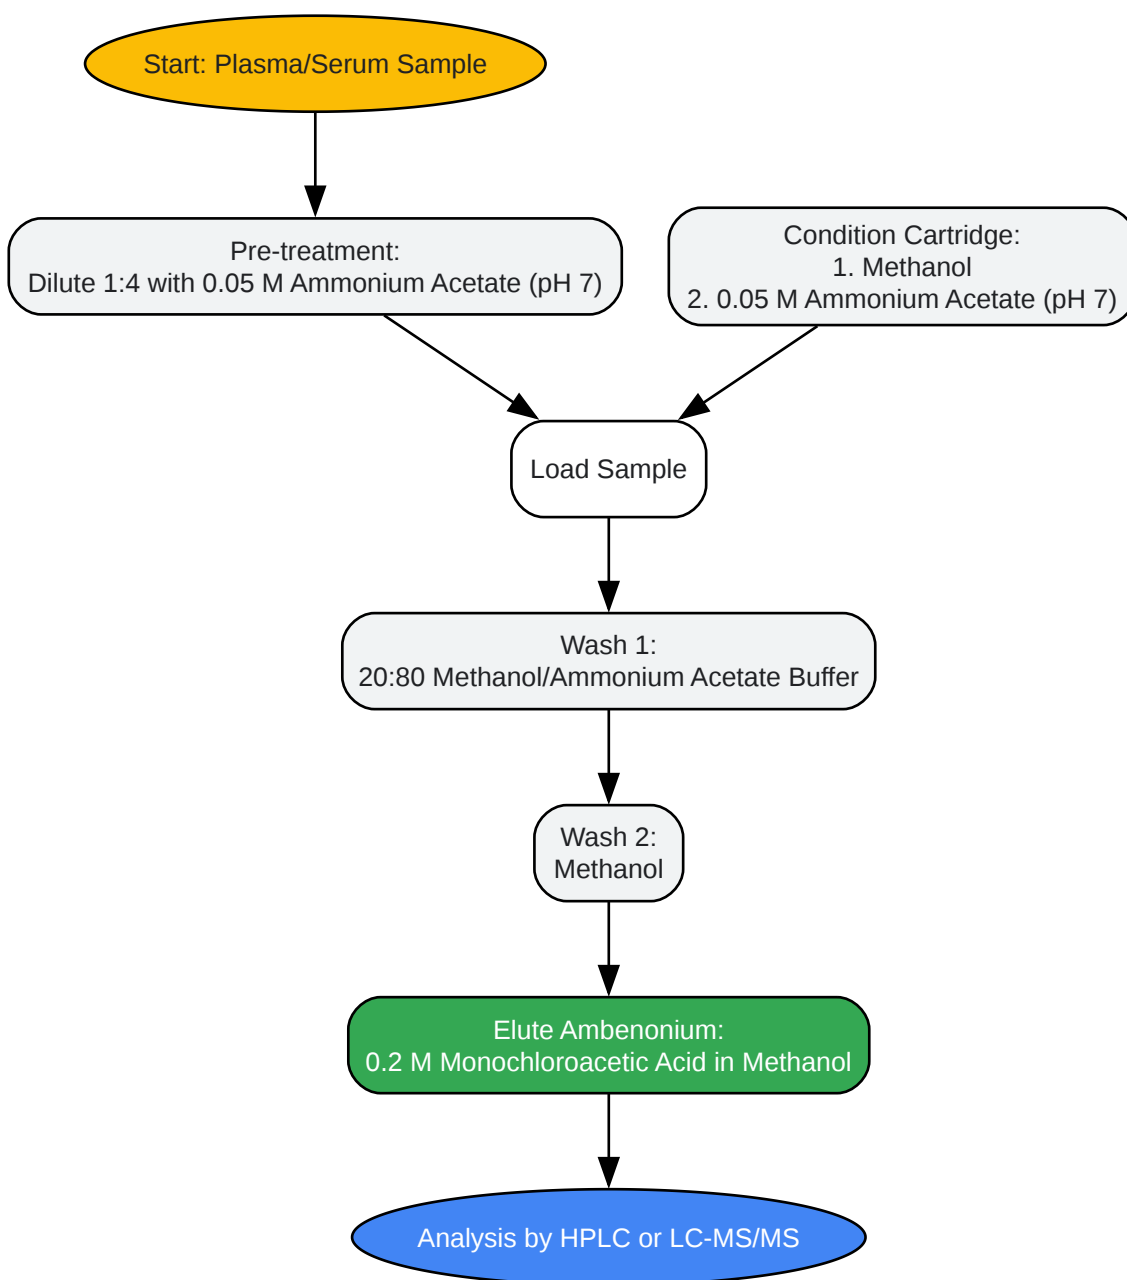 Start: Plasma/Serum Sample
Pre-treatment:
Dilute 1:4 with 0.05 M Ammonium Acetate (pH 7)
Condition Cartridge:
1. Methanol
2. 0.05 M Ammonium Acetate (pH 7)
Load Sample
Wash 1:
20:80 Methanol/Ammonium Acetate Buffer
Wash 2:
Methanol
Elute Ambenonium:
0.2 M Monochloroacetic Acid in Methanol
Analysis by HPLC or LC-MS/MS